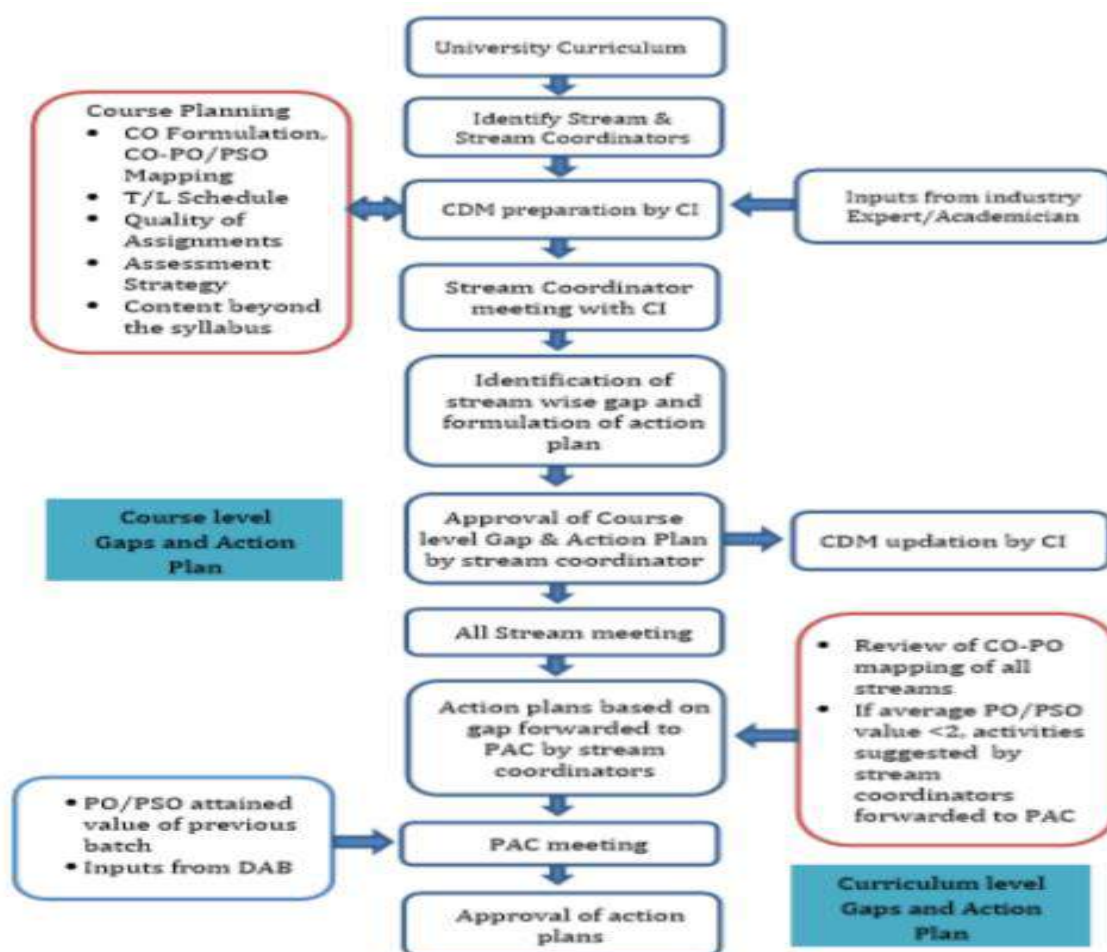 University Curriculum
Identify Stream &
Stream Coordinators
Course Planning
• CO Formulation,
CO-PO/PSO
Mapping
• T/L Schedule
• Quality of
Assignments
• Assessment
Strategy
• Content beyond
the syllabus
CDM preparation by CI
Inputs from industry
Expert/Academician
Stream Coordinator
meeting with CI
Identification of
stream wise gap and
formulation of action
plan
Course level
Gaps and Action
Plan
Approval of Course
level Gap & Action Plan
by stream coordinator
CDM updation by CI
All Stream meeting
• Review of CO-PO
mapping of all
streams
• If average PO/PSO
value <2, activities
suggested by
stream
coordinators
forwarded to PAC
Action plans based on
gap forwarded to
PAC by stream
coordinators
• PO/PSO attained
value of previous
batch
• Inputs from DAB
PAC meeting
Curriculum level
Gaps and Action
Plan
Approval of action
plans